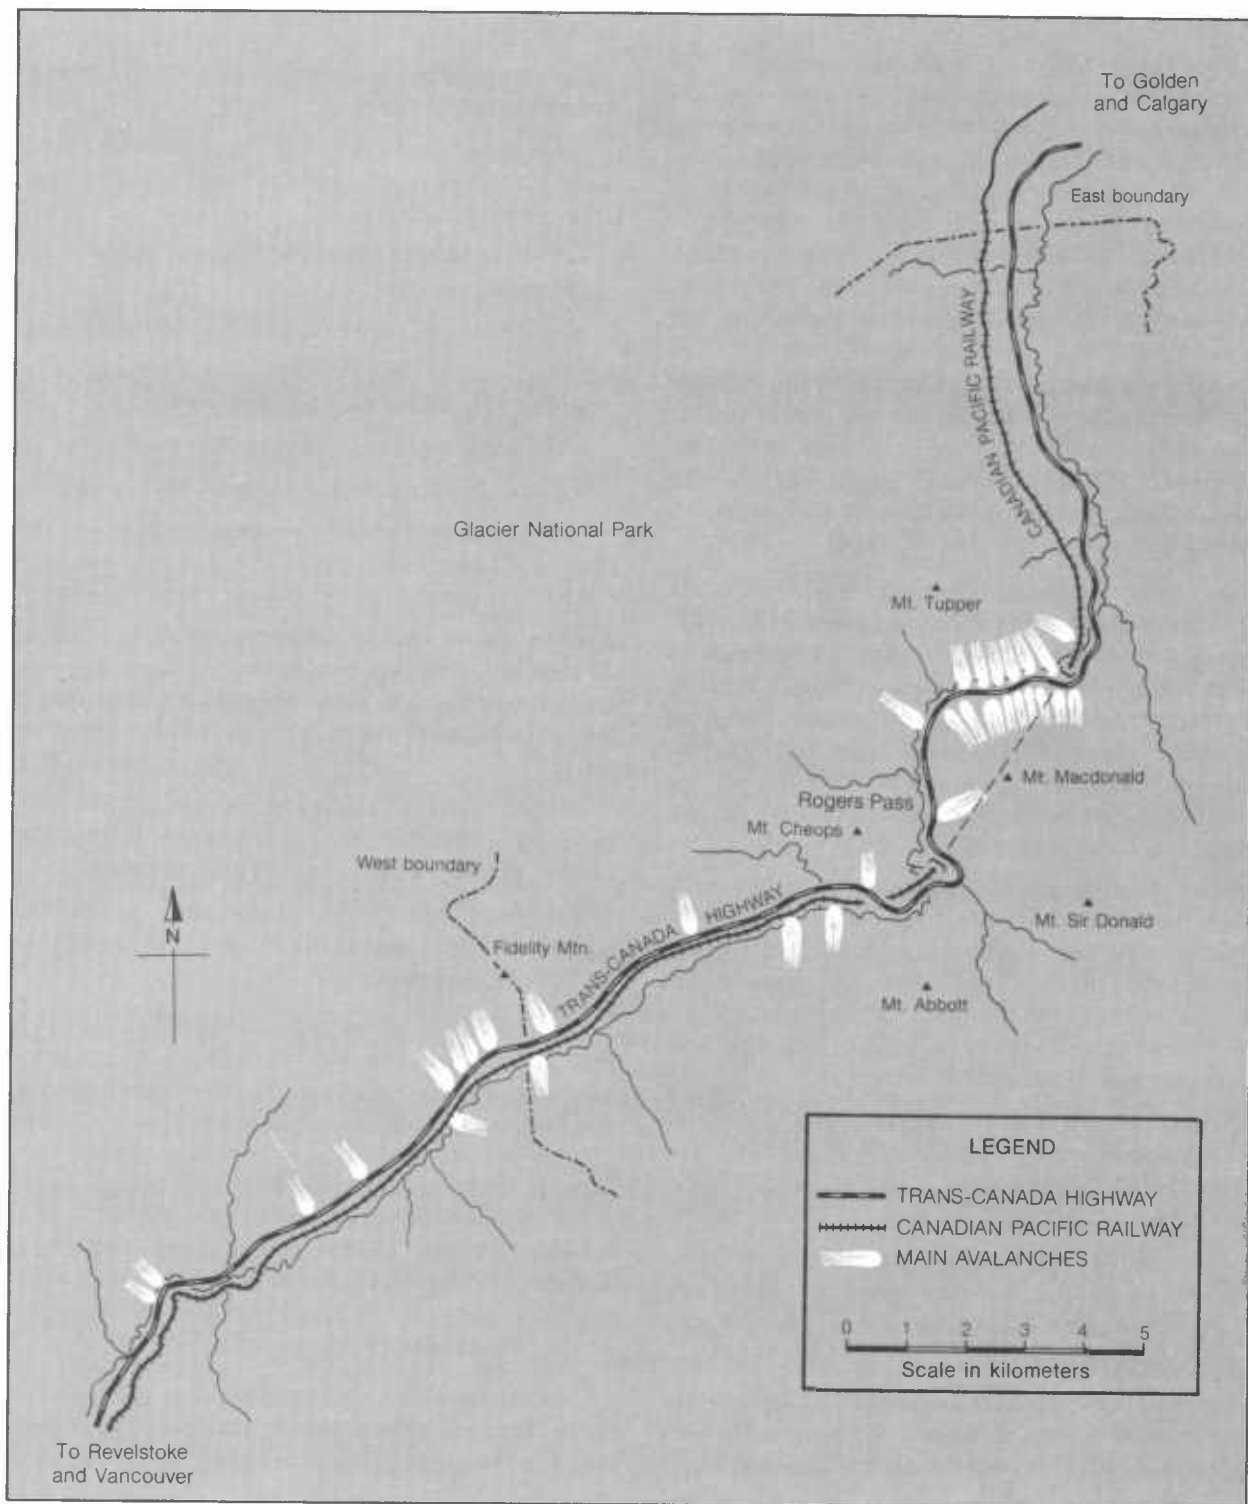 To Golden
and Calgary
East boundary
CANADIAN PACIFIC RAILWAY
Glacier National Park
Mt. Tupper
Mt. Macdonald
Rogers Pass
Mt. Cheops
West boundary
N
Fidelity Mtn.
TRANS-CANADA HIGHWAY
Mt. Sir Donald
Mt. Abbott
LEGEND
TRANS-CANADA HIGHWAY
CANADIAN PACIFIC RAILWAY
MAIN AVALANCHES
0 1 2 3 4 5
Scale in kilometers
To Revelstoke
and Vancouver